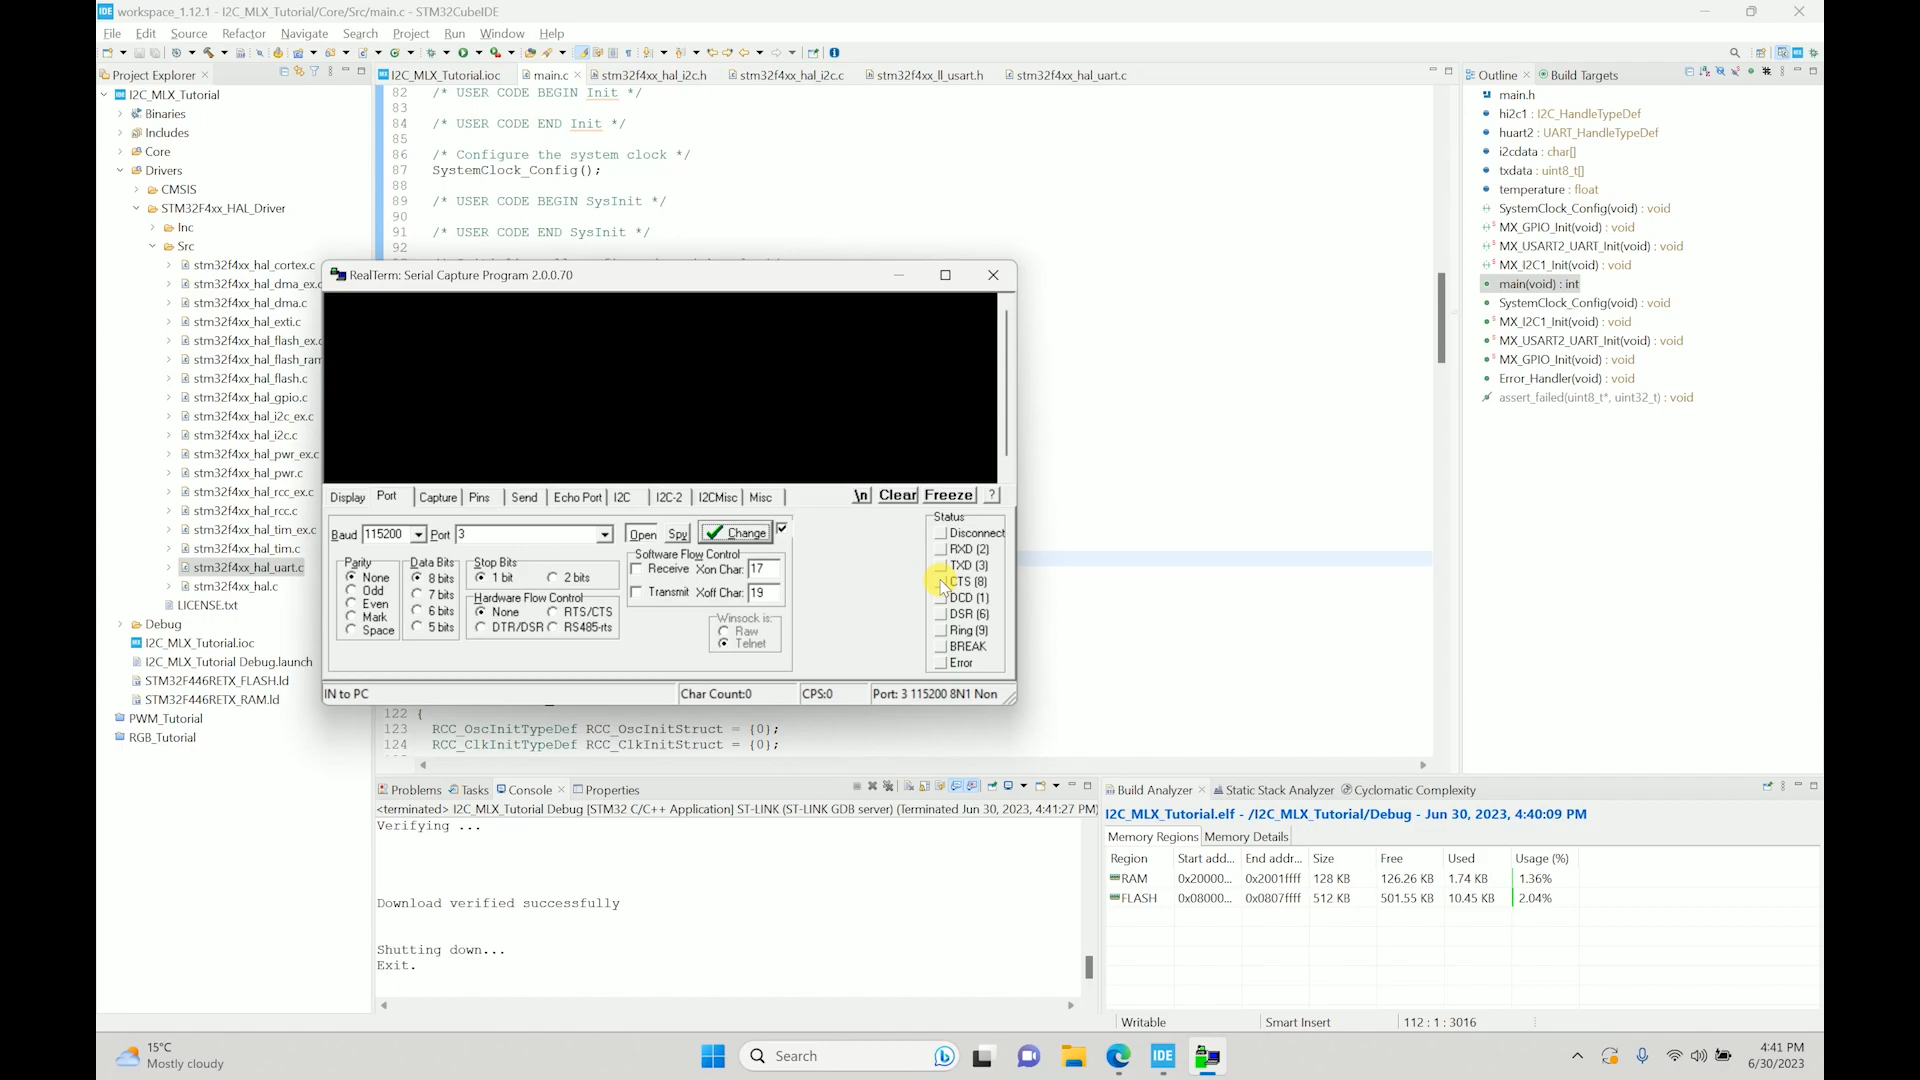 IDE workspace_1.12.1 - I2C_MLX_Tutorial/Core/Src/main.c - STM32CubeIDE
File Edit Source Refactor Navigate Search Project Run Window Help
Project Explorer
I2C_MLX_Tutorial
Binaries
Includes
Core
Drivers
CMSIS
STM32F4xx_HAL_Driver
Inc
Src
stm32f4xx_hal_cortex.c
stm32f4xx_hal_dma_ex.c
stm32f4xx_hal_dma.c
stm32f4xx_hal_exti.c
stm32f4xx_hal_flash_ex.c
stm32f4xx_hal_flash_ram
stm32f4xx_hal_flash.c
stm32f4xx_hal_gpio.c
stm32f4xx_hal_i2c_ex.c
stm32f4xx_hal_i2c.c
stm32f4xx_hal_pwr_ex.c
stm32f4xx_hal_pwr.c
stm32f4xx_hal_rcc_ex.c
stm32f4xx_hal_rcc.c
stm32f4xx_hal_tim_ex.c
stm32f4xx_hal_tim.c
stm32f4xx_hal_uart.c
stm32f4xx_hal.c
LICENSE.txt
Debug
I2C_MLX_Tutorial.ioc
I2C_MLX_Tutorial Debug.launch
STM32F446RETX_FLASH.ld
STM32F446RETX_RAM.ld
PWM_Tutorial
RGB_Tutorial
I2C_MLX_Tutorial.ioc main.c stm32f4xx_hal_i2c.h stm32f4xx_hal_i2c.c stm32f4xx_ll_usart.h stm32f4xx_hal_uart.c
82 /* USER CODE BEGIN Init */
83
84 /* USER CODE END Init */
85
86 /* Configure the system clock */
87 SystemClock_Config();
88
89 /* USER CODE BEGIN SysInit */
90
91 /* USER CODE END SysInit */
92
RealTerm: Serial Capture Program 2.0.0.70
Display Port Capture Pins Send Echo Port I2C I2C-2 I2CMisc Misc \n Clear Freeze ?
Baud 115200 Port 3 Open Spy Change
Parity
None
Odd
Even
Mark
Space
Data Bits
8 bits
7 bits
6 bits
5 bits
Stop Bits
1 bit 2 bits
Hardware Flow Control
None RTS/CTS
DTR/DSR RS485-rts
Software Flow Control
Receive Xon Char: 17
Transmit Xoff Char: 19
Winsock is:
Raw
Telnet
Status
Disconnect
RXD (2)
TXD (3)
CTS (8)
DCD (1)
DSR (6)
Ring (9)
BREAK
Error
IN to PC Char Count:0 CPS:0 Port: 3 115200 8N1 Non
122 {
123 RCC_OscInitTypeDef RCC_OscInitStruct = {0};
124 RCC_ClkInitTypeDef RCC_ClkInitStruct = {0};
Outline Build Targets
main.h
hi2c1 : I2C_HandleTypeDef
huart2 : UART_HandleTypeDef
i2cdata : char[]
txdata : uint8_t[]
temperature : float
SystemClock_Config(void) : void
MX_GPIO_Init(void) : void
MX_USART2_UART_Init(void) : void
MX_I2C1_Init(void) : void
main(void) : int
SystemClock_Config(void) : void
MX_I2C1_Init(void) : void
MX_USART2_UART_Init(void) : void
MX_GPIO_Init(void) : void
Error_Handler(void) : void
assert_failed(uint8_t*, uint32_t) : void
Problems Tasks Console Properties
<terminated> I2C_MLX_Tutorial Debug [STM32 C/C++ Application] ST-LINK (ST-LINK GDB server) (Terminated Jun 30, 2023, 4:41:27 PM)
Verifying ...
Download verified successfully
Shutting down...
Exit.
Build Analyzer Static Stack Analyzer Cyclomatic Complexity
I2C_MLX_Tutorial.elf - /I2C_MLX_Tutorial/Debug - Jun 30, 2023, 4:40:09 PM
Memory Regions Memory Details
Region Start add... End addr... Size Free Used Usage (%)
RAM 0x20000... 0x2001ffff 128 KB 126.26 KB 1.74 KB 1.36%
FLASH 0x08000... 0x0807ffff 512 KB 501.55 KB 10.45 KB 2.04%
Writable Smart Insert 112 : 1 : 3016
15°C
Mostly cloudy
Search
IDE
4:41 PM
6/30/2023